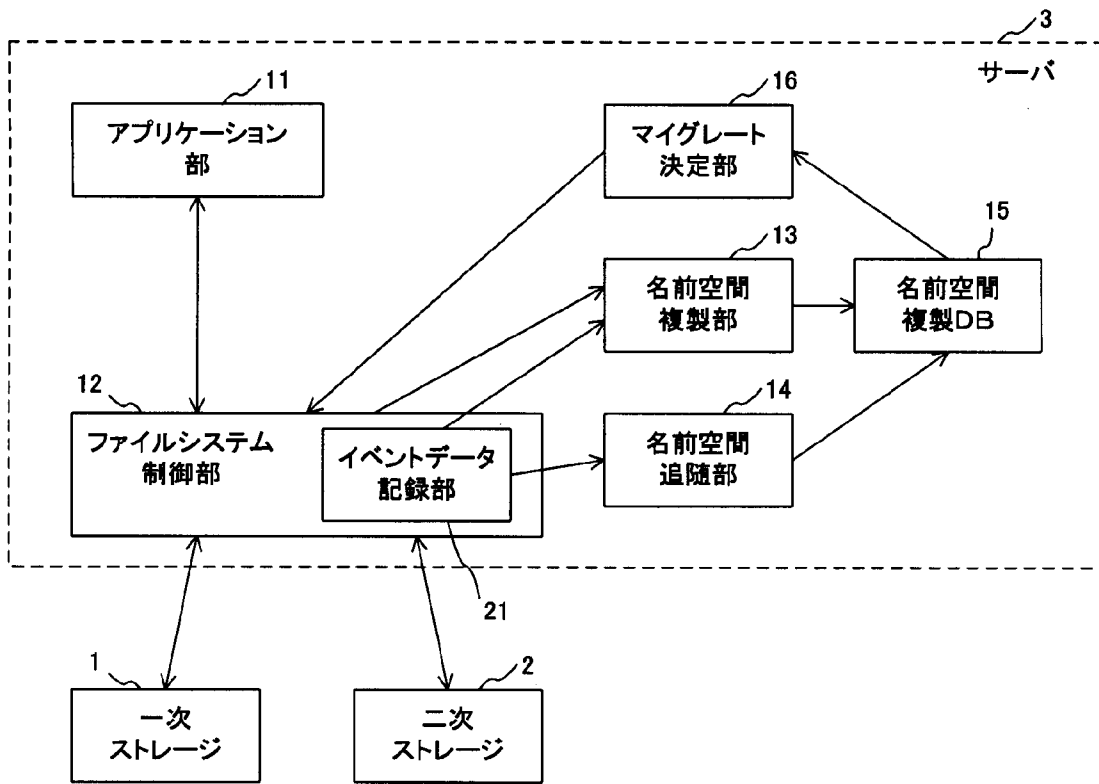 3
サーバ
11
アプリケーション
部
16
マイグレート
決定部
13
名前空間
複製部
15
名前空間
複製DB
12
ファイルシステム
制御部
イベントデータ
記録部
14
名前空間
追随部
21
1
一次
ストレージ
2
二次
ストレージ